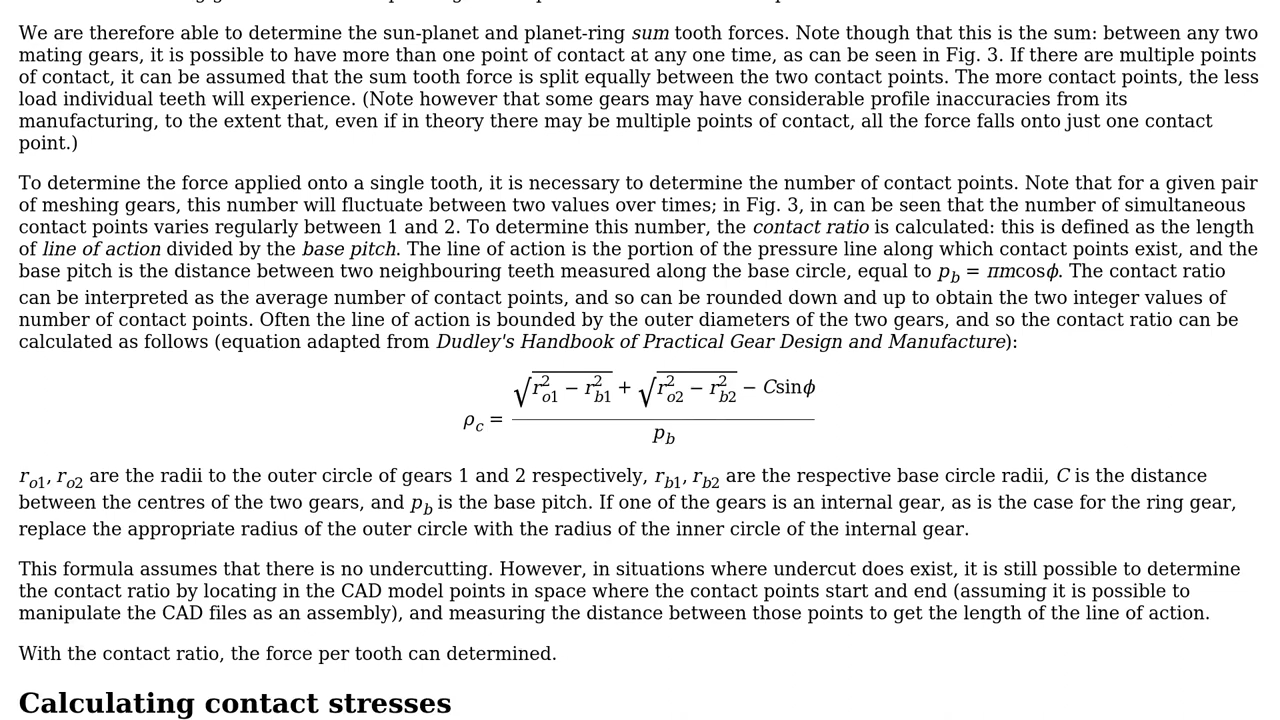 We are therefore able to determine the sun-planet and planet-ring sum tooth forces. Note though that this is the sum: between any two
mating gears, it is possible to have more than one point of contact at any one time, as can be seen in Fig. 3. If there are multiple points
of contact, it can be assumed that the sum tooth force is split equally between the two contact points. The more contact points, the less
load individual teeth will experience. (Note however that some gears may have considerable profile inaccuracies from its
manufacturing, to the extent that, even if in theory there may be multiple points of contact, all the force falls onto just one contact
point.)
To determine the force applied onto a single tooth, it is necessary to determine the number of contact points. Note that for a given pair
of meshing gears, this number will fluctuate between two values over times; in Fig. 3, in can be seen that the number of simultaneous
contact points varies regularly between 1 and 2. To determine this number, the contact ratio is calculated: this is defined as the length
of line of action divided by the base pitch. The line of action is the portion of the pressure line along which contact points exist, and the
base pitch is the distance between two neighbouring teeth measured along the base circle, equal to p_b = πmcosϕ. The contact ratio
can be interpreted as the average number of contact points, and so can be rounded down and up to obtain the two integer values of
number of contact points. Often the line of action is bounded by the outer diameters of the two gears, and so the contact ratio can be
calculated as follows (equation adapted from Dudley's Handbook of Practical Gear Design and Manufacture):
ρ_c = (√(r_o1² − r_b1²) + √(r_o2² − r_b2²) − Csinϕ) / p_b
r_o1, r_o2 are the radii to the outer circle of gears 1 and 2 respectively, r_b1, r_b2 are the respective base circle radii, C is the distance
between the centres of the two gears, and p_b is the base pitch. If one of the gears is an internal gear, as is the case for the ring gear,
replace the appropriate radius of the outer circle with the radius of the inner circle of the internal gear.
This formula assumes that there is no undercutting. However, in situations where undercut does exist, it is still possible to determine
the contact ratio by locating in the CAD model points in space where the contact points start and end (assuming it is possible to
manipulate the CAD files as an assembly), and measuring the distance between those points to get the length of the line of action.
With the contact ratio, the force per tooth can determined.
Calculating contact stresses